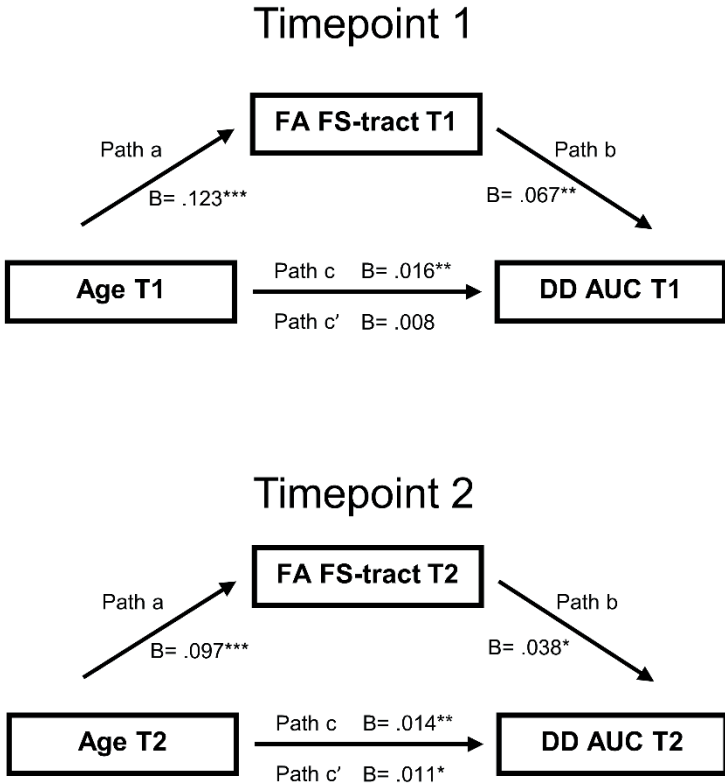 Timepoint 1
FA FS-tract T1
Path a
Path b
B= .123***
B= .067**
Path c B= .016**
Age T1
DD AUC T1
Path c’ B= .008
Timepoint 2
FA FS-tract T2
Path a
Path b
B= .097***
B= .038*
Path c B= .014**
Age T2
DD AUC T2
Path c’ B= .011*